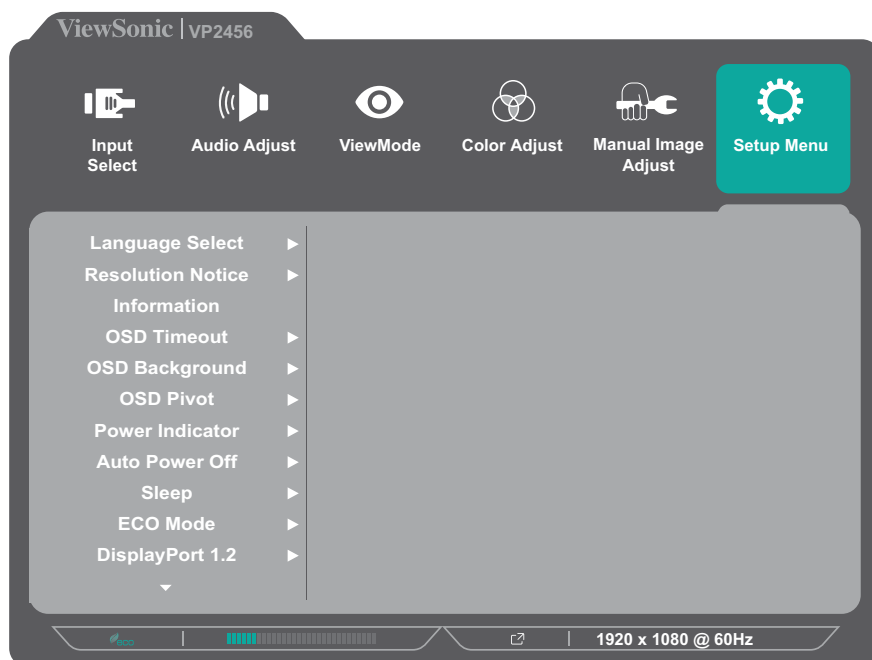 ViewSonic VP2456
Input Select
Audio Adjust
ViewMode
Color Adjust
Manual Image Adjust
Setup Menu
Language Select
Resolution Notice
Information
OSD Timeout
OSD Background
OSD Pivot
Power Indicator
Auto Power Off
Sleep
ECO Mode
DisplayPort 1.2
eco
1920 x 1080 @ 60Hz